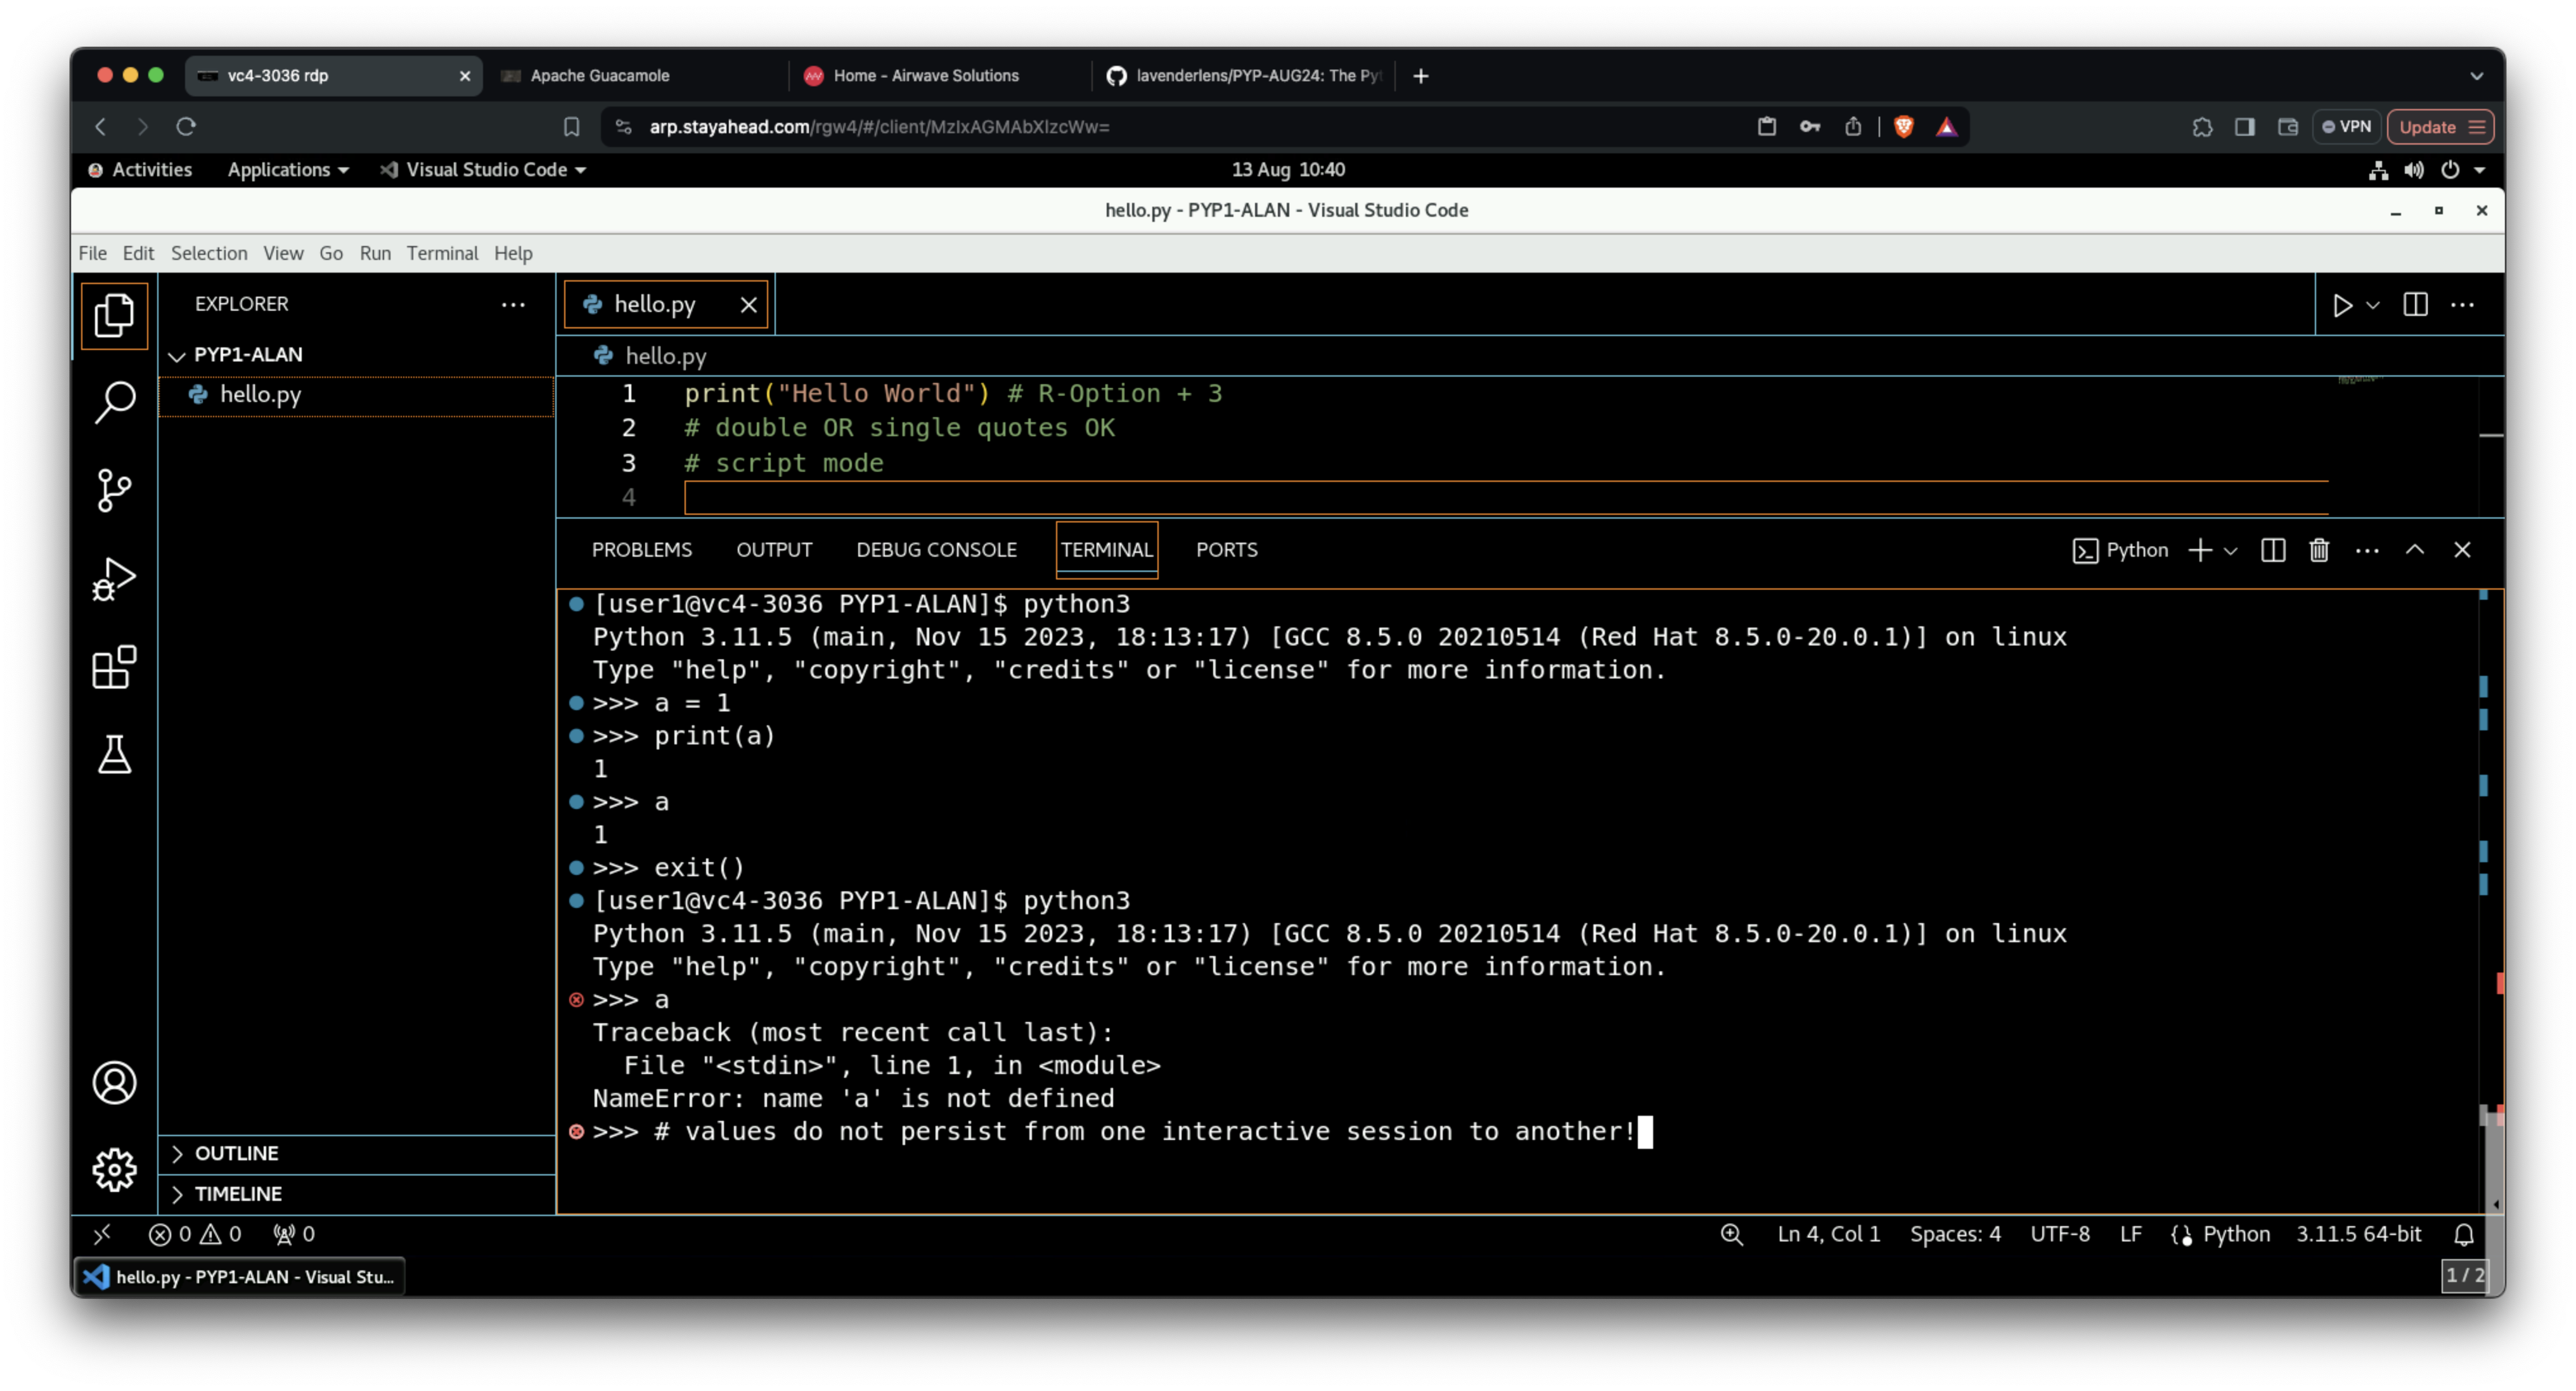 vc4-3036 rdp
Apache Guacamole
Home - Airwave Solutions
lavenderlens/PYP-AUG24: The Py
arp.stayahead.com/rgw4/#/client/MzIxAGMAbXlzcWw=
VPN
Update
Activities
Applications
Visual Studio Code
13 Aug 10:40
hello.py - PYP1-ALAN - Visual Studio Code
File Edit Selection View Go Run Terminal Help
EXPLORER
PYP1-ALAN
hello.py
hello.py
hello.py
1 print("Hello World") # R-Option + 3
2 # double OR single quotes OK
3 # script mode
4
PROBLEMS OUTPUT DEBUG CONSOLE TERMINAL PORTS
Python
[user1@vc4-3036 PYP1-ALAN]$ python3
Python 3.11.5 (main, Nov 15 2023, 18:13:17) [GCC 8.5.0 20210514 (Red Hat 8.5.0-20.0.1)] on linux
Type "help", "copyright", "credits" or "license" for more information.
>>> a = 1
>>> print(a)
1
>>> a
1
>>> exit()
[user1@vc4-3036 PYP1-ALAN]$ python3
Python 3.11.5 (main, Nov 15 2023, 18:13:17) [GCC 8.5.0 20210514 (Red Hat 8.5.0-20.0.1)] on linux
Type "help", "copyright", "credits" or "license" for more information.
>>> a
Traceback (most recent call last):
  File "<stdin>", line 1, in <module>
NameError: name 'a' is not defined
>>> # values do not persist from one interactive session to another!
OUTLINE
TIMELINE
0 0 0
Ln 4, Col 1 Spaces: 4 UTF-8 LF Python 3.11.5 64-bit
hello.py - PYP1-ALAN - Visual Stu...
1 / 2